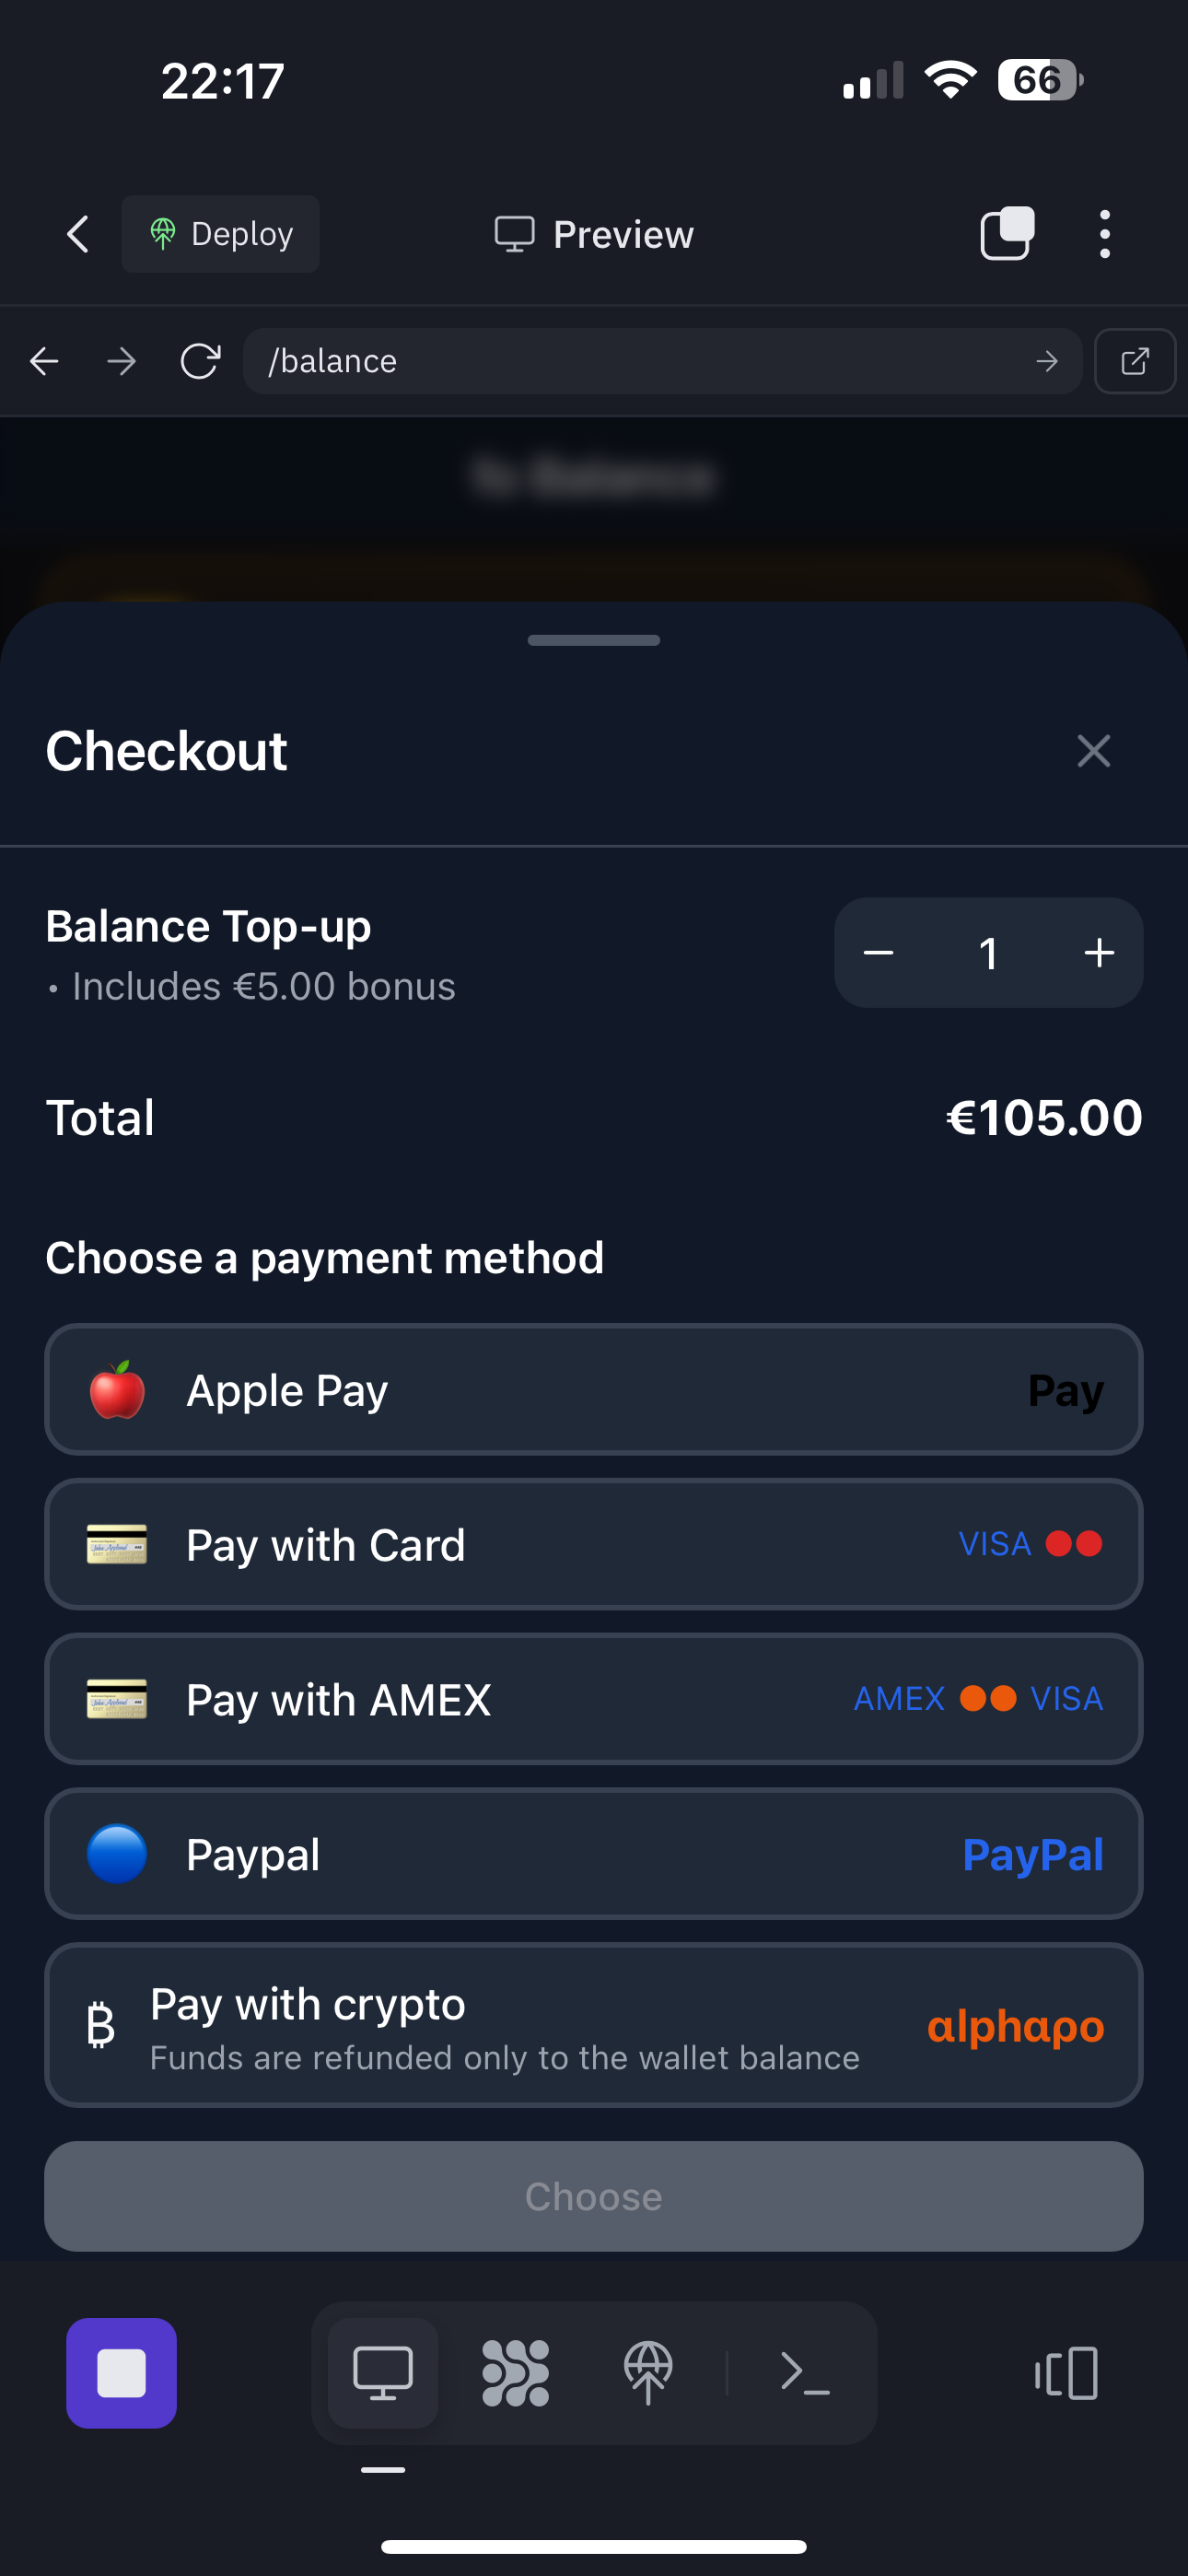 22:17
66
Deploy
Preview
/balance
Balance
Checkout
Balance Top-up
• Includes €5.00 bonus
1
Total
€105.00
Choose a payment method
Apple Pay
Pay
Pay with Card
VISA
Pay with AMEX
AMEX VISA
Paypal
PayPal
Pay with crypto
Funds are refunded only to the wallet balance
alphapo
Choose